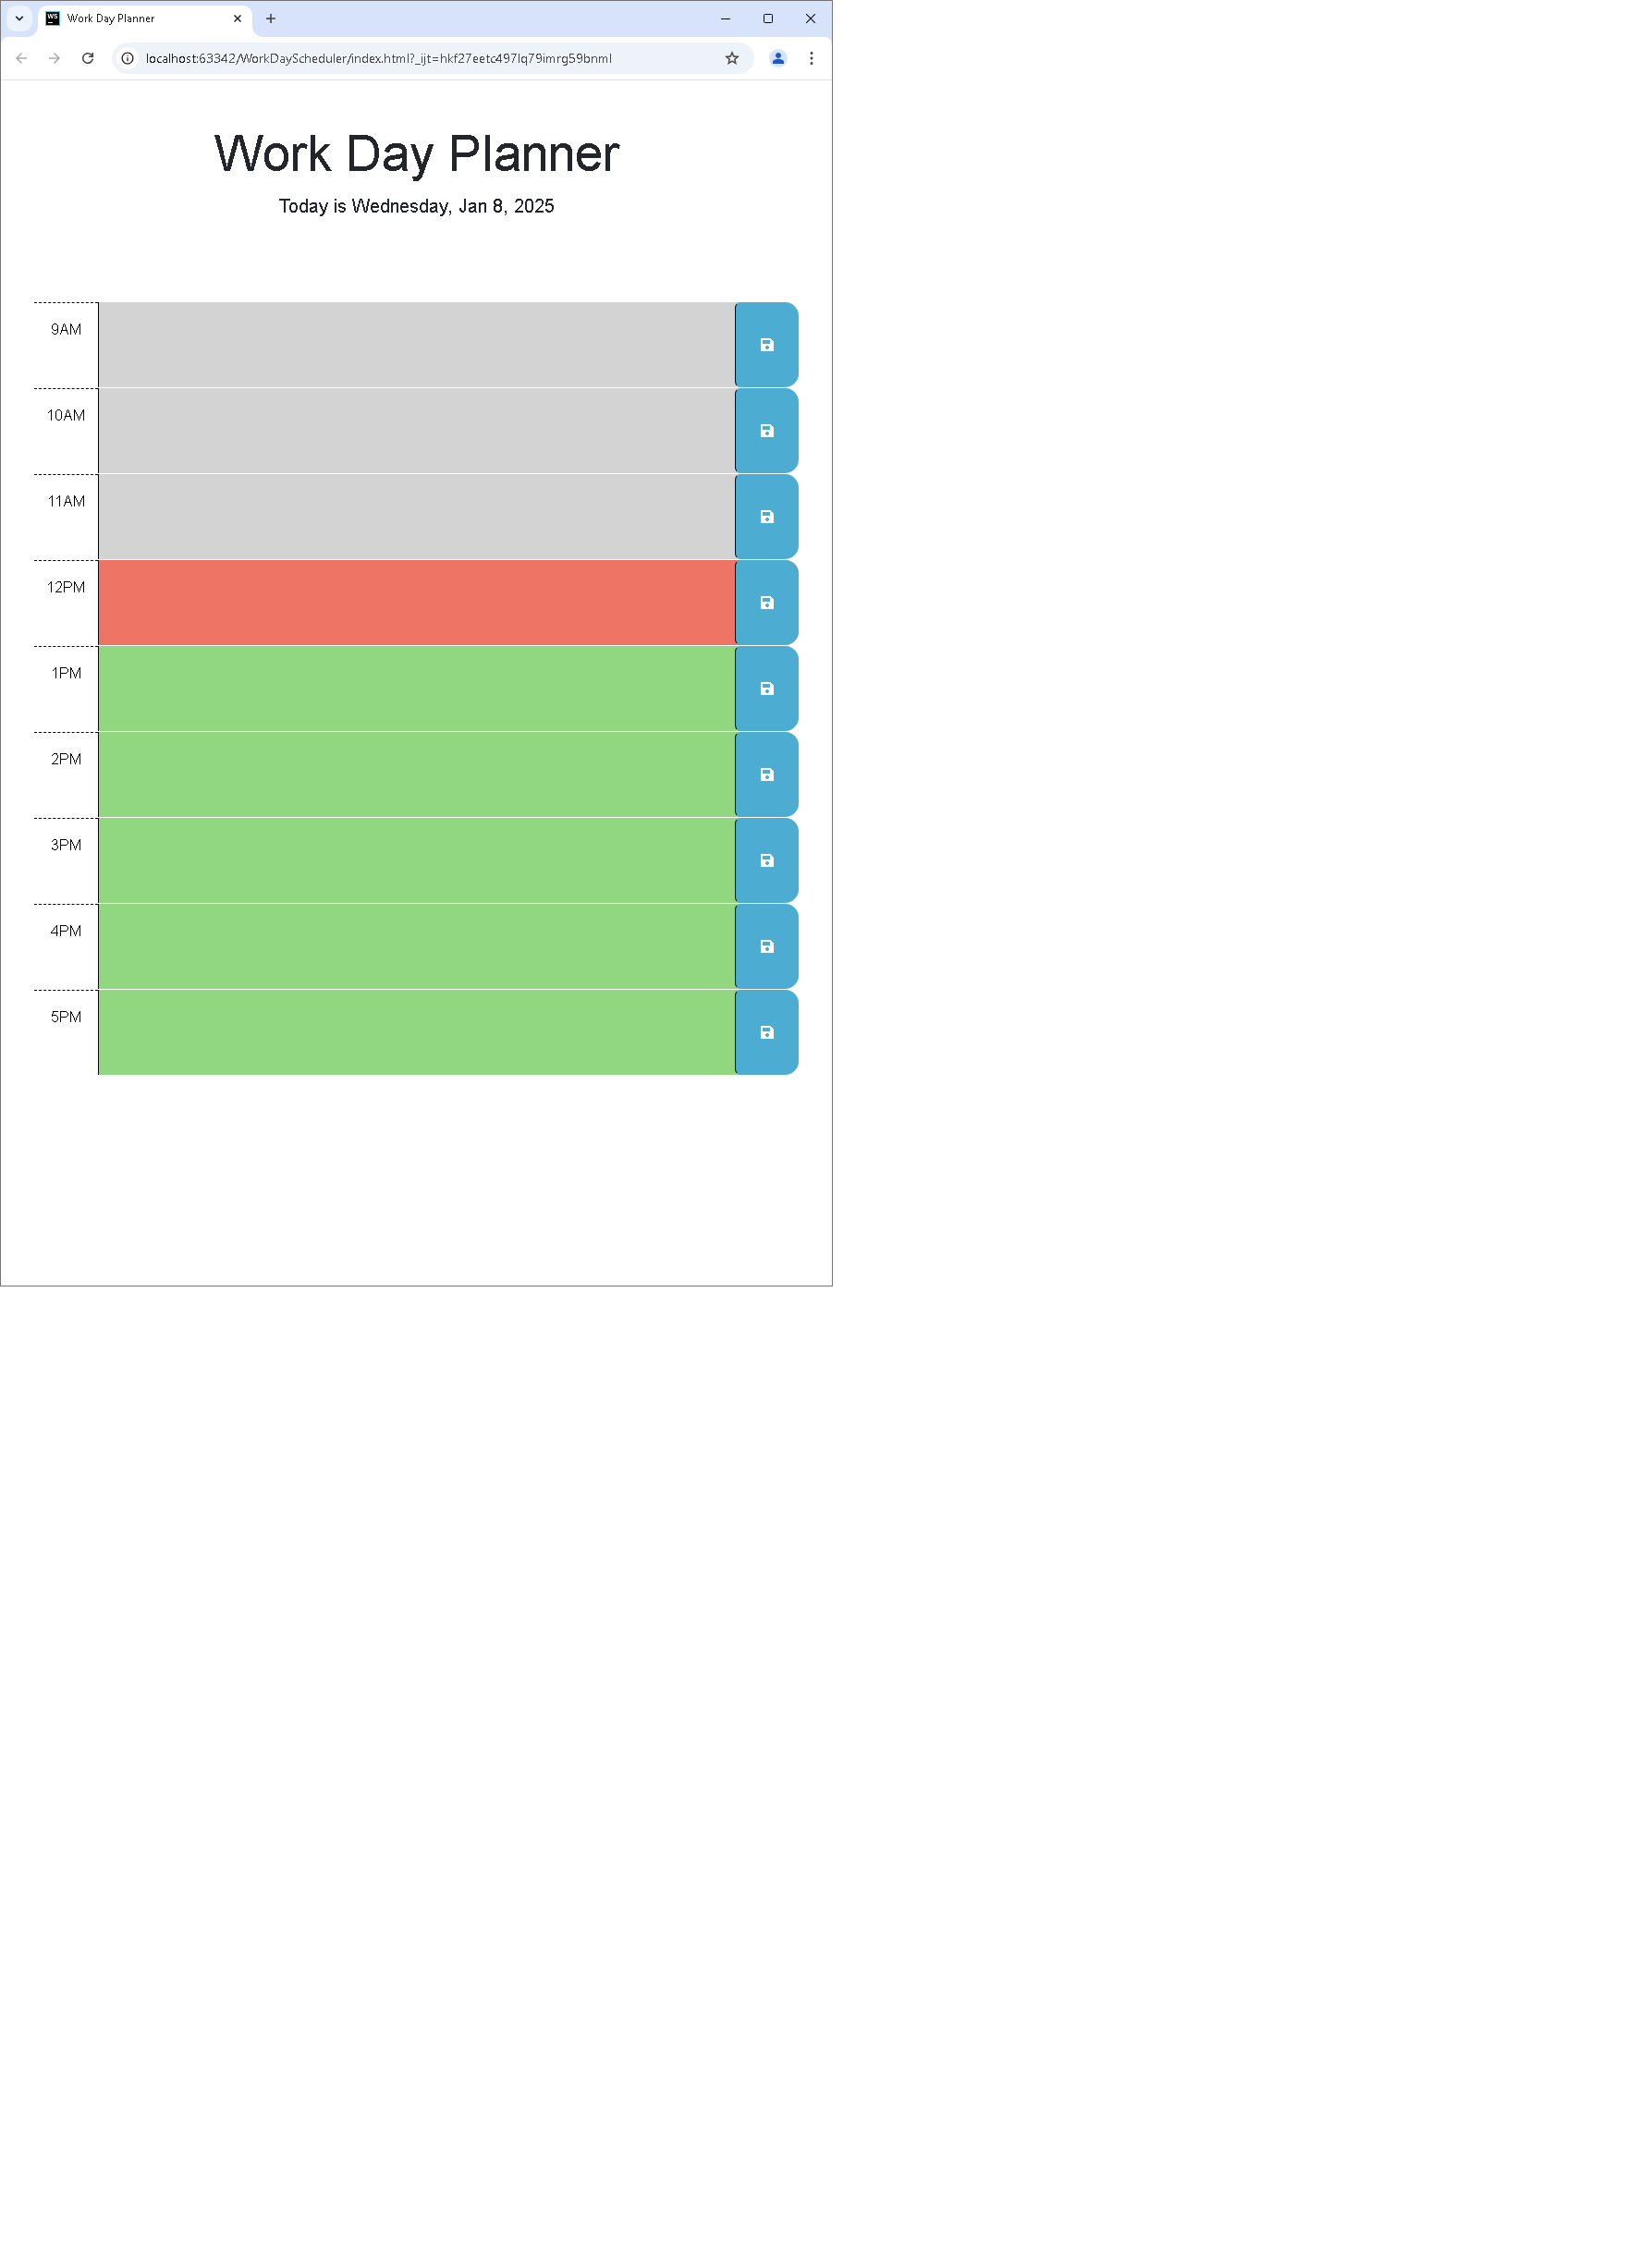 WS
Work Day Planner
localhost:63342/WorkDayScheduler/index.html?_ijt=hkf27eetc497lq79imrg59bnml
Work Day Planner
Today is Wednesday, Jan 8, 2025
9AM
10AM
11AM
12PM
1PM
2PM
3PM
4PM
5PM